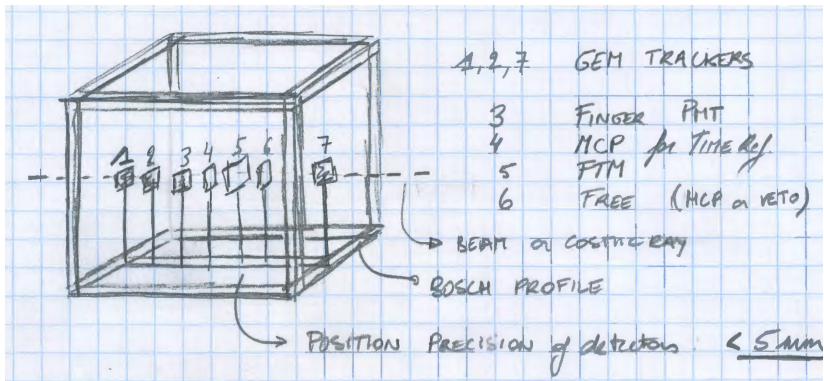 1,2,7 GEM TRACKERS
3 FINGER PMT
4 MCP for TIME Ref.
5 FTM
6 FREE (MCP or VETO)
1 2 3 4 5 6 7
BEAM or COSMIC RAY
BOSCH PROFILE
POSITION PRECISION of detectors < 5 mm